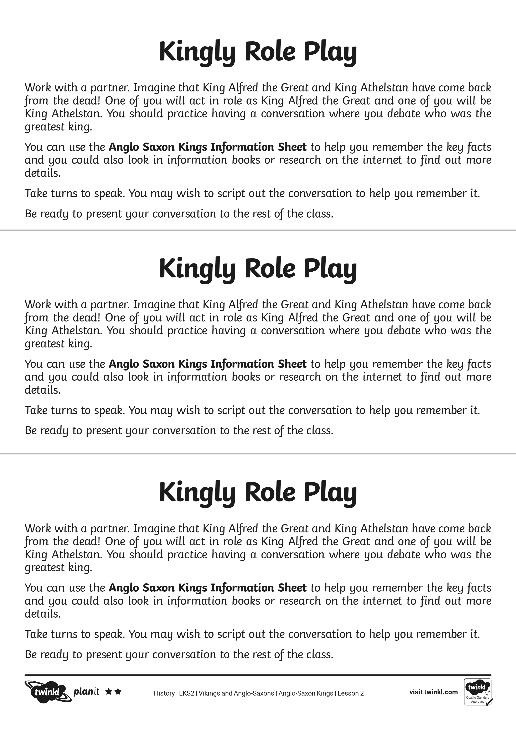 Kingly Role Play
Work with a partner. Imagine that King Alfred the Great and King Athelstan have come back
from the dead! One of you will act in role as King Alfred the Great and one of you will be
King Athelstan. You should practice having a conversation where you debate who was the
greatest king.
You can use the Anglo Saxon Kings Information Sheet to help you remember the key facts
and you could also look in information books or research on the internet to find out more
details.
Take turns to speak. You may wish to script out the conversation to help you remember it.
Be ready to present your conversation to the rest of the class.
Kingly Role Play
Work with a partner. Imagine that King Alfred the Great and King Athelstan have come back
from the dead! One of you will act in role as King Alfred the Great and one of you will be
King Athelstan. You should practice having a conversation where you debate who was the
greatest king.
You can use the Anglo Saxon Kings Information Sheet to help you remember the key facts
and you could also look in information books or research on the internet to find out more
details.
Take turns to speak. You may wish to script out the conversation to help you remember it.
Be ready to present your conversation to the rest of the class.
Kingly Role Play
Work with a partner. Imagine that King Alfred the Great and King Athelstan have come back
from the dead! One of you will act in role as King Alfred the Great and one of you will be
King Athelstan. You should practice having a conversation where you debate who was the
greatest king.
You can use the Anglo Saxon Kings Information Sheet to help you remember the key facts
and you could also look in information books or research on the internet to find out more
details.
Take turns to speak. You may wish to script out the conversation to help you remember it.
Be ready to present your conversation to the rest of the class.
twinkl planit History | LKS2 | Vikings and Anglo-Saxons | Anglo-Saxon Kings | Lesson 2 visit twinkl.com twinkl